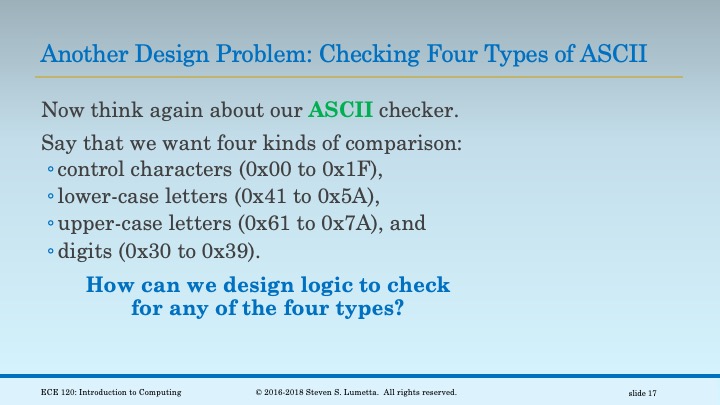 Another Design Problem: Checking Four Types of ASCII
Now think again about our ASCII checker.
Say that we want four kinds of comparison:
◦control characters (0x00 to 0x1F),
◦lower-case letters (0x41 to 0x5A),
◦upper-case letters (0x61 to 0x7A), and
◦digits (0x30 to 0x39).
How can we design logic to check
for any of the four types?
ECE 120: Introduction to Computing © 2016-2018 Steven S. Lumetta. All rights reserved. slide 17